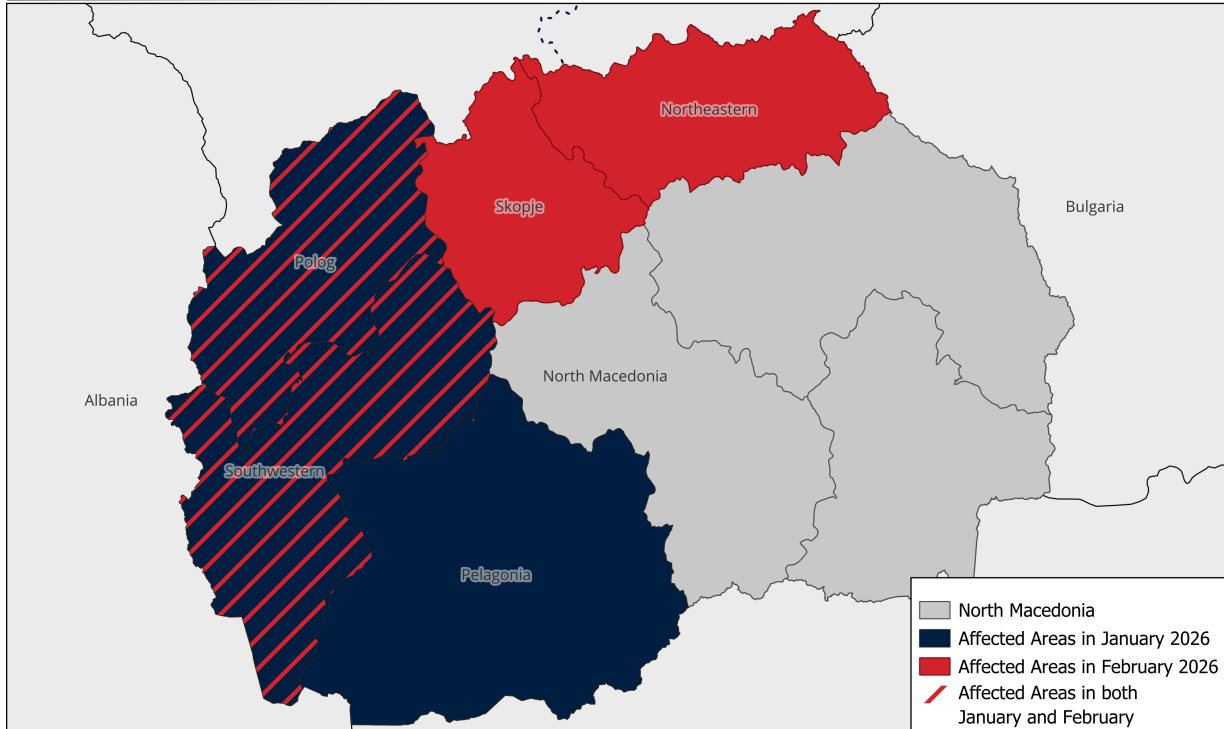 Northeastern
Skopje
Bulgaria
Polog
North Macedonia
Albania
Southwestern
Pelagonia
North Macedonia
Affected Areas in January 2026
Affected Areas in February 2026
Affected Areas in both
January and February